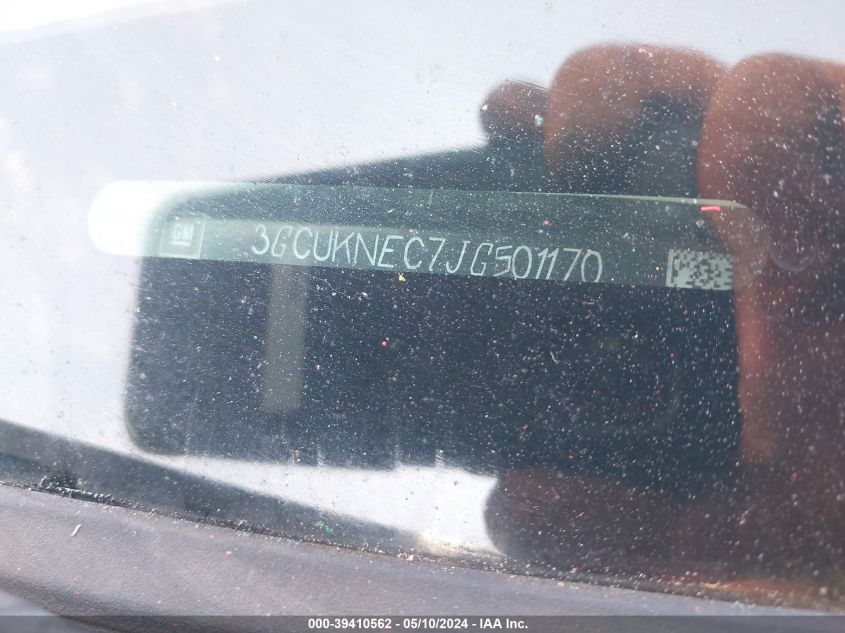 GM
3GCUKNEC7JG501170
000-39410562 - 05/10/2024 - IAA Inc.